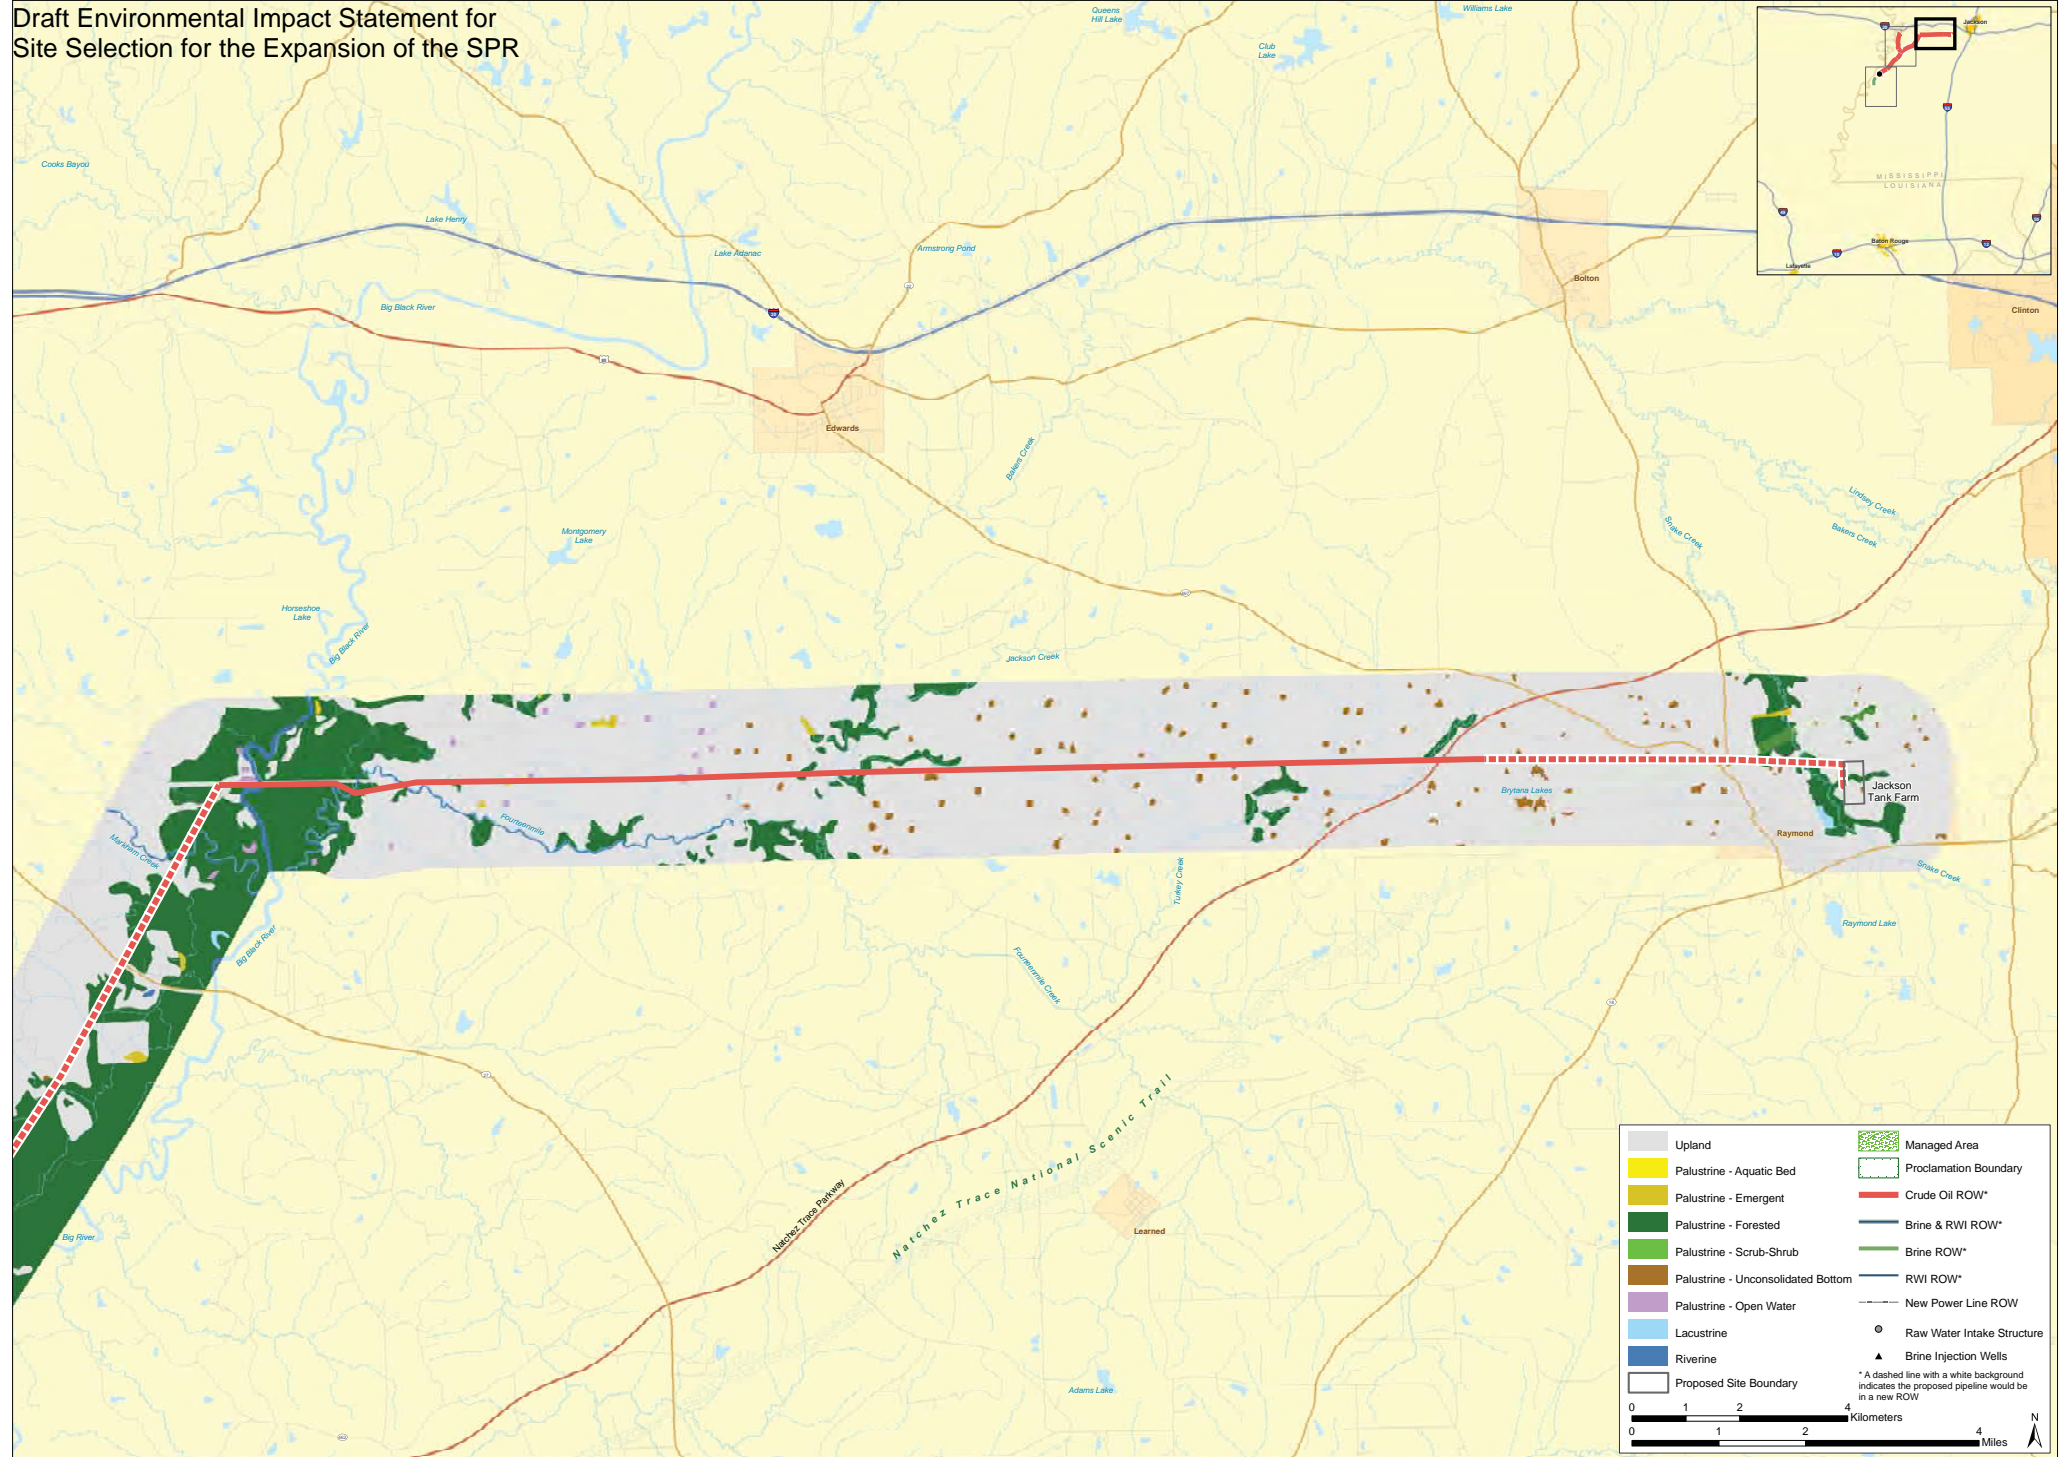 Draft Environmental Impact Statement for
Site Selection for the Expansion of the SPR
Queens
Hill Lake
Williams Lake
Club
Lake
Jackson
MISSISSIPPI
LOUISIANA
Baton Rouge
Lafayette
Cooks Bayou
Lake Henry
Lake Adanac
Armstrong Pond
Big Black River
Bolton
Clinton
Edwards
Bakers Creek
Lindsey Creek
Bakers Creek
Snake Creek
Montgomery
Lake
Horseshoe
Lake
Big Black River
Jackson Creek
Brytana Lakes
Jackson
Tank Farm
Fourteenmile
Markham Creek
Raymond
Turkey Creek
Snake Creek
Raymond Lake
Big Black River
Fourteenmile Creek
Natchez Trace National Scenic Trail
Natchez Trace Parkway
Learned
Big River
Adams Lake
Upland
Palustrine - Aquatic Bed
Palustrine - Emergent
Palustrine - Forested
Palustrine - Scrub-Shrub
Palustrine - Unconsolidated Bottom
Palustrine - Open Water
Lacustrine
Riverine
Proposed Site Boundary
Managed Area
Proclamation Boundary
Crude Oil ROW*
Brine & RWI ROW*
Brine ROW*
RWI ROW*
New Power Line ROW
Raw Water Intake Structure
Brine Injection Wells
* A dashed line with a white background
indicates the proposed pipeline would be
in a new ROW
0 1 2 4
Kilometers
0 1 2 4
Miles
N